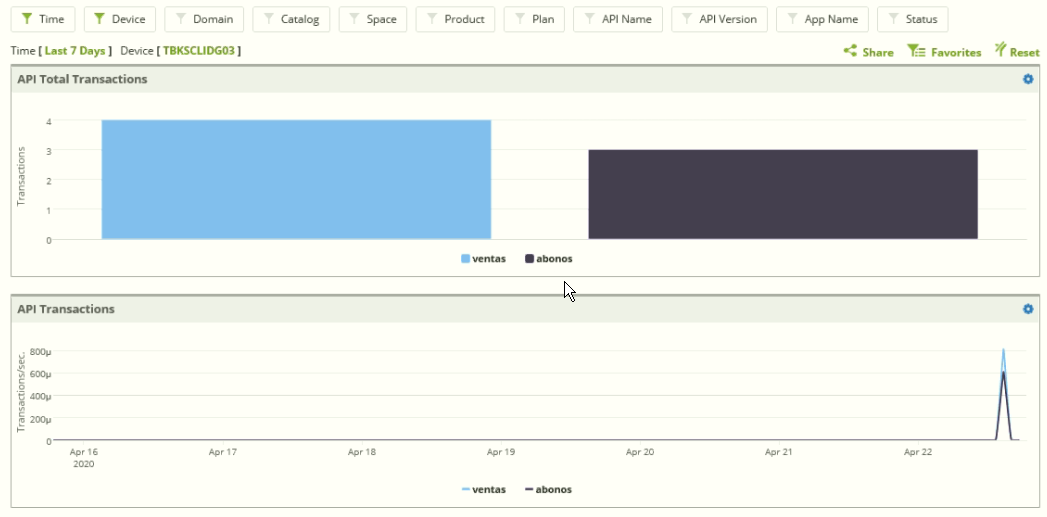 Time Device Domain Catalog Space Product Plan API Name API Version App Name Status
Time [ Last 7 Days ] Device [ TBKSCLIDG03 ] Share Favorites Reset
API Total Transactions
Transactions
4
3
2
1
0
ventas abonos
API Transactions
Transactions/sec.
800µ
600µ
400µ
200µ
0
Apr 16 Apr 17 Apr 18 Apr 19 Apr 20 Apr 21 Apr 22
2020
ventas abonos